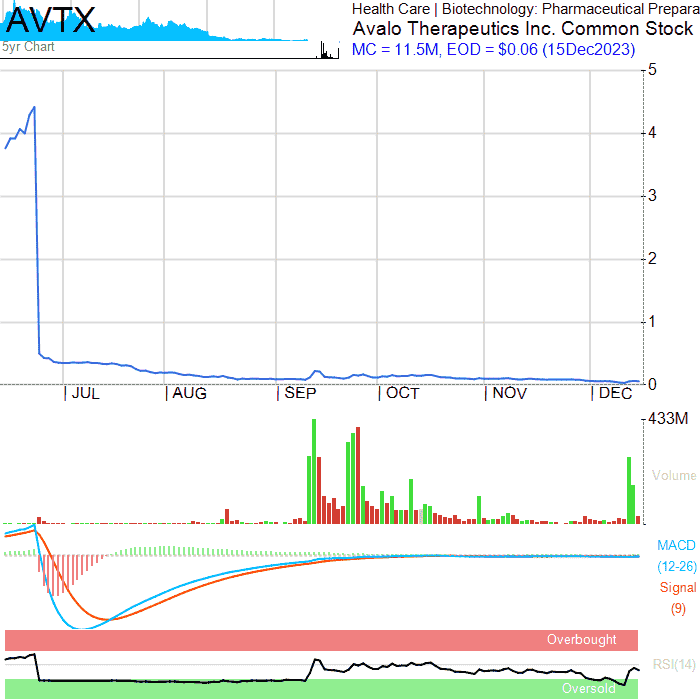 AVTX
5yr Chart
Health Care | Biotechnology: Pharmaceutical Prepara
Avalo Therapeutics Inc. Common Stock
MC = 11.5M, EOD = $0.06 (15Dec2023)
5
4
3
2
1
0
| JUL
| AUG
| SEP
| OCT
| NOV
| DEC
433M
Volume
MACD
(12-26)
Signal
(9)
Overbought
RSI(14)
Oversold